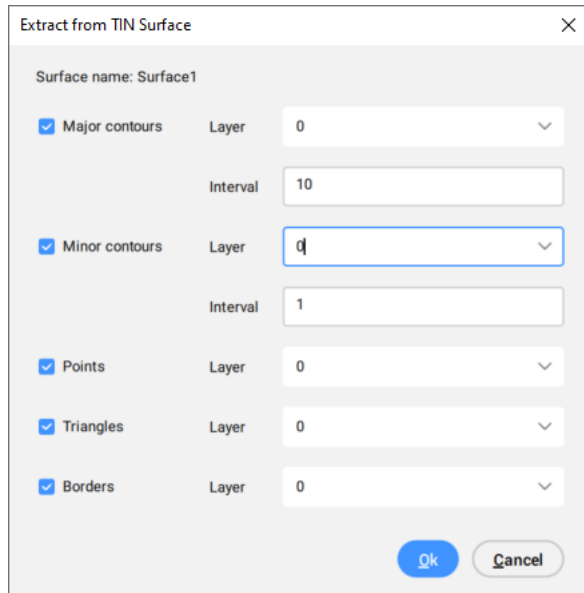 Extract from TIN Surface
Surface name: Surface1
Major contours Layer 0
Interval 10
Minor contours Layer 0
Interval 1
Points Layer 0
Triangles Layer 0
Borders Layer 0
Ok Cancel